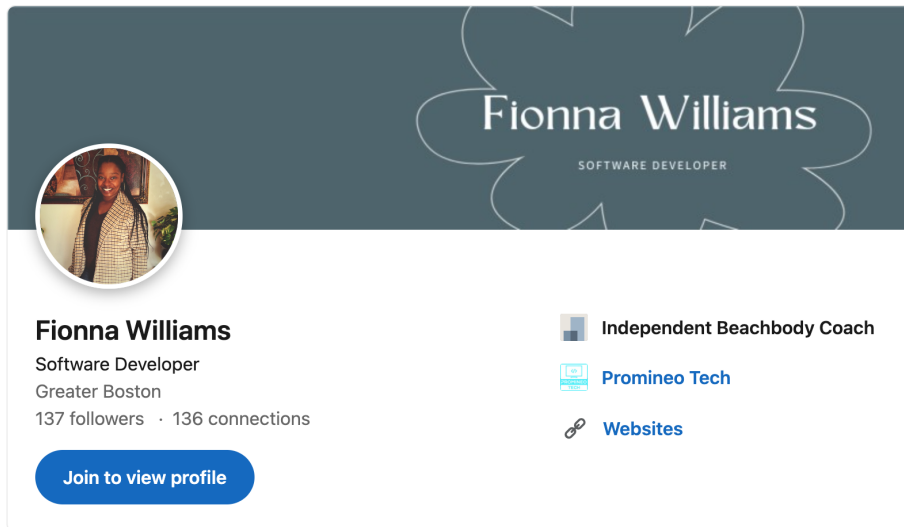 Fionna Williams
SOFTWARE DEVELOPER
Fionna Williams
Software Developer
Greater Boston
137 followers · 136 connections
Join to view profile
Independent Beachbody Coach
Promineo Tech
Websites